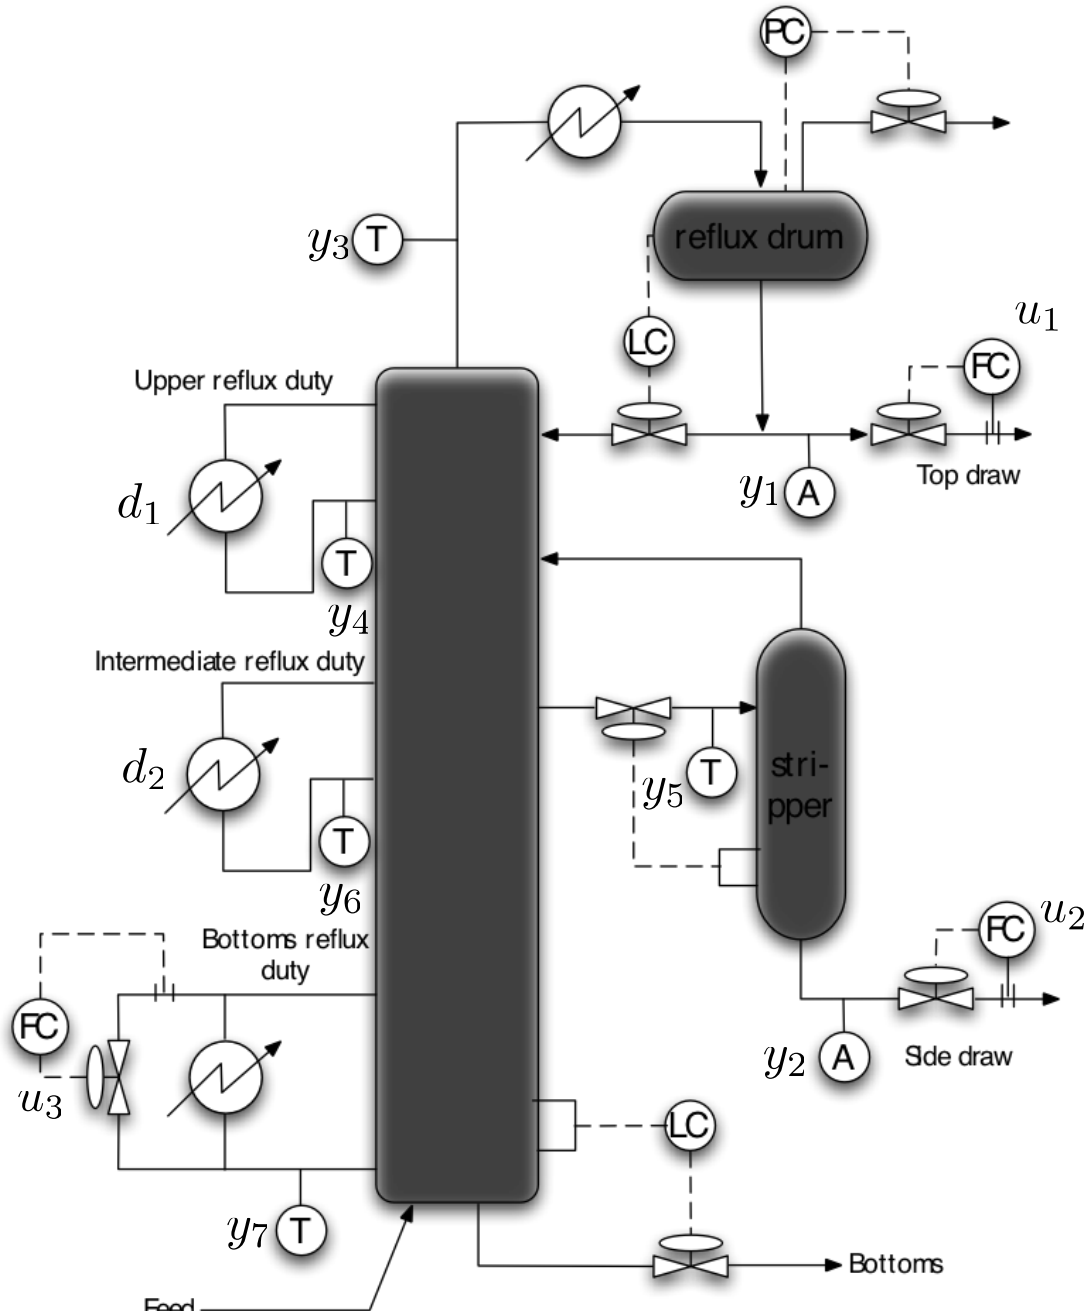 PC
reflux drum
y3
T
LC
u1
FC
Upper reflux duty
Top draw
y1
A
d1
T
y4
Intermediate reflux duty
d2
y5
T
stri-
pper
T
y6
Bottoms reflux
duty
FC
u2
FC
u3
y2
A
Side draw
LC
y7
T
Bottoms
Feed